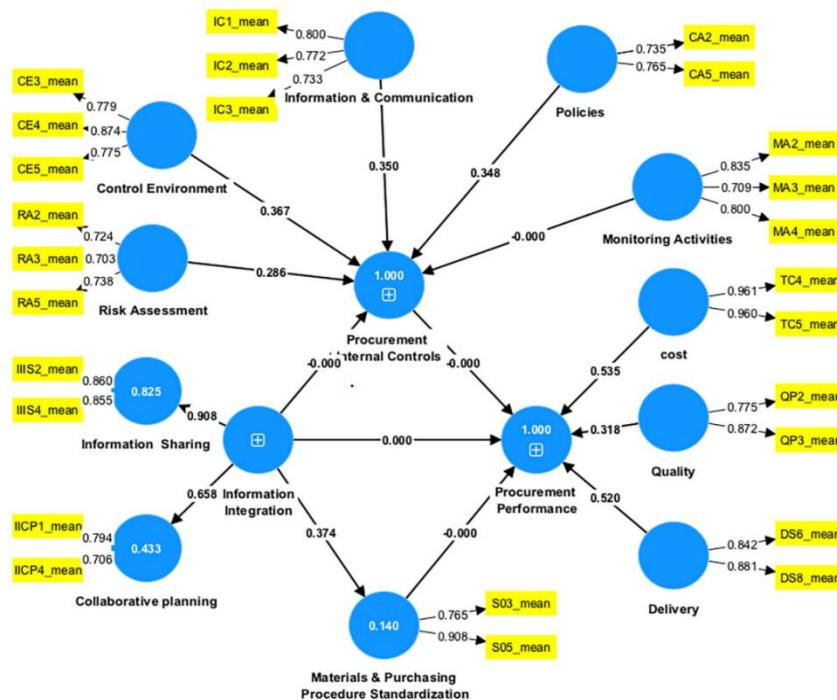 IC1_mean
0.800
IC2_mean
0.772
IC3_mean
0.733
Information & Communication
0.735
CA2_mean
0.765
CA5_mean
Policies
CE3_mean
0.779
CE4_mean
0.874
CE5_mean
0.775
Control Environment
0.350
0.348
0.835
MA2_mean
0.709
MA3_mean
0.800
MA4_mean
Monitoring Activities
0.367
-0.000
RA2_mean
0.724
RA3_mean
0.703
RA5_mean
0.738
Risk Assessment
0.286
1.000
Procurement
Internal Controls
0.961
TC4_mean
0.960
TC5_mean
cost
0.535
-0.000
-0.000
IIIS2_mean
0.860
IIIS4_mean
0.855
0.825
Information Sharing
0.908
0.775
QP2_mean
0.872
QP3_mean
Quality
0.318
0.000
1.000
Procurement
Performance
Information
Integration
0.658
0.374
-0.000
0.520
IICP1_mean
0.794
IICP4_mean
0.706
0.433
Collaborative planning
0.842
DS6_mean
0.881
DS8_mean
Delivery
0.140
0.765
S03_mean
0.908
S05_mean
Materials & Purchasing
Procedure Standardization